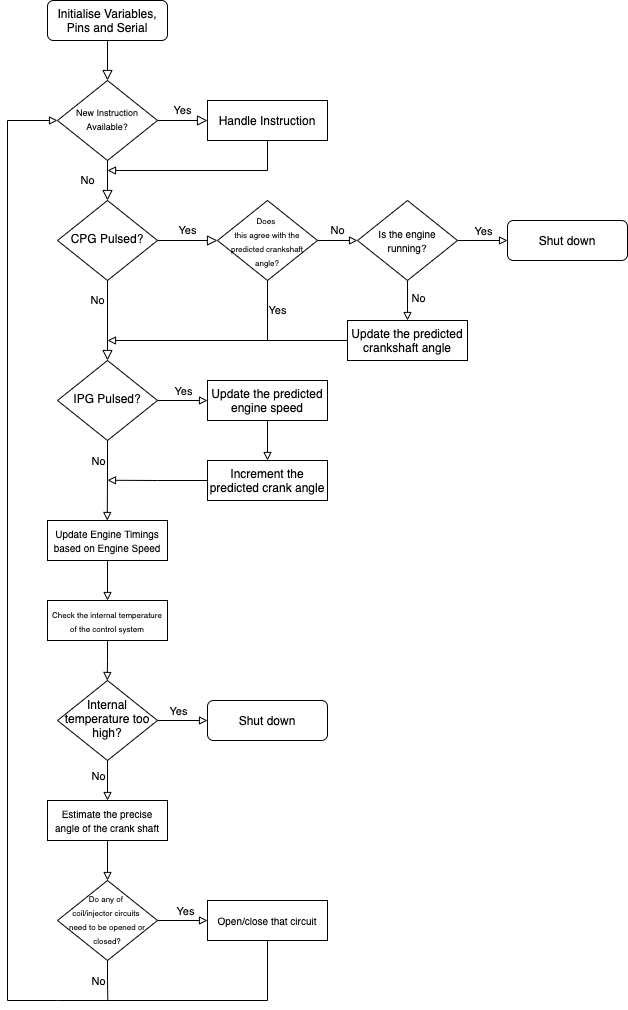 Initialise Variables,
Pins and Serial
New Instruction
Available?
Yes
Handle Instruction
No
CPG Pulsed?
Yes
Does
this agree with the
predicted crankshaft
angle?
No
Is the engine
running?
Yes
Shut down
No
Yes
No
Update the predicted
crankshaft angle
IPG Pulsed?
Yes
Update the predicted
engine speed
No
Increment the
predicted crank angle
Update Engine Timings
based on Engine Speed
Check the internal temperature
of the control system
Internal
temperature too
high?
Yes
Shut down
No
Estimate the precise
angle of the crank shaft
Do any of
coil/injector circuits
need to be opened or
closed?
Yes
Open/close that circuit
No